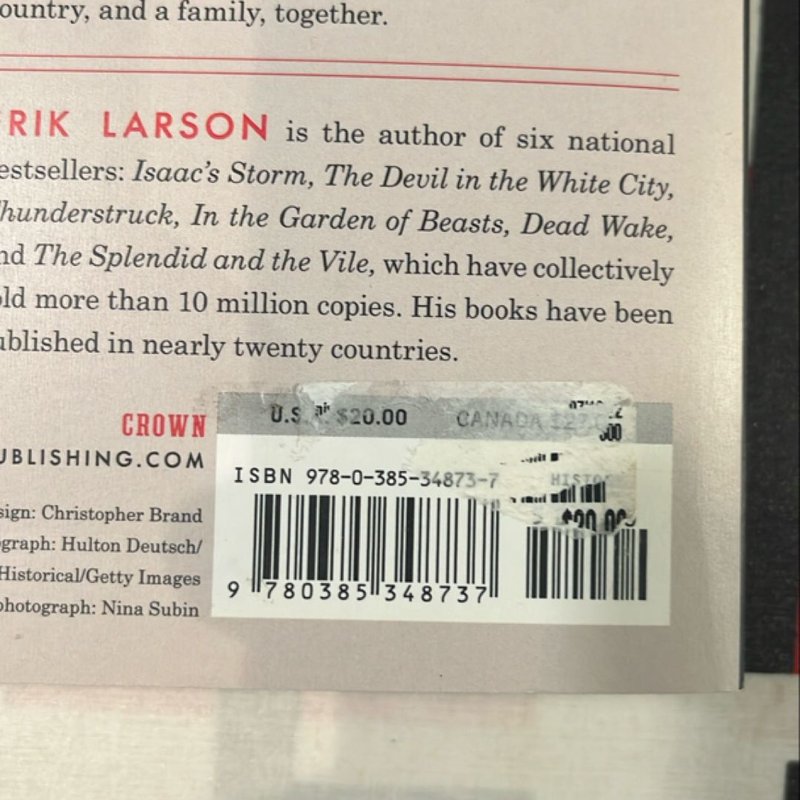 ountry, and a family, together.
RIK LARSON is the author of six national
estsellers: Isaac's Storm, The Devil in the White City,
hunderstruck, In the Garden of Beasts, Dead Wake,
nd The Splendid and the Vile, which have collectively
ld more than 10 million copies. His books have been
ublished in nearly twenty countries.
CROWN
UBLISHING.COM
sign: Christopher Brand
graph: Hulton Deutsch/
Historical/Getty Images
photograph: Nina Subin
U.S. $20.00 CANADA
ISBN 978-0-385-34873-7
9 780385 348737